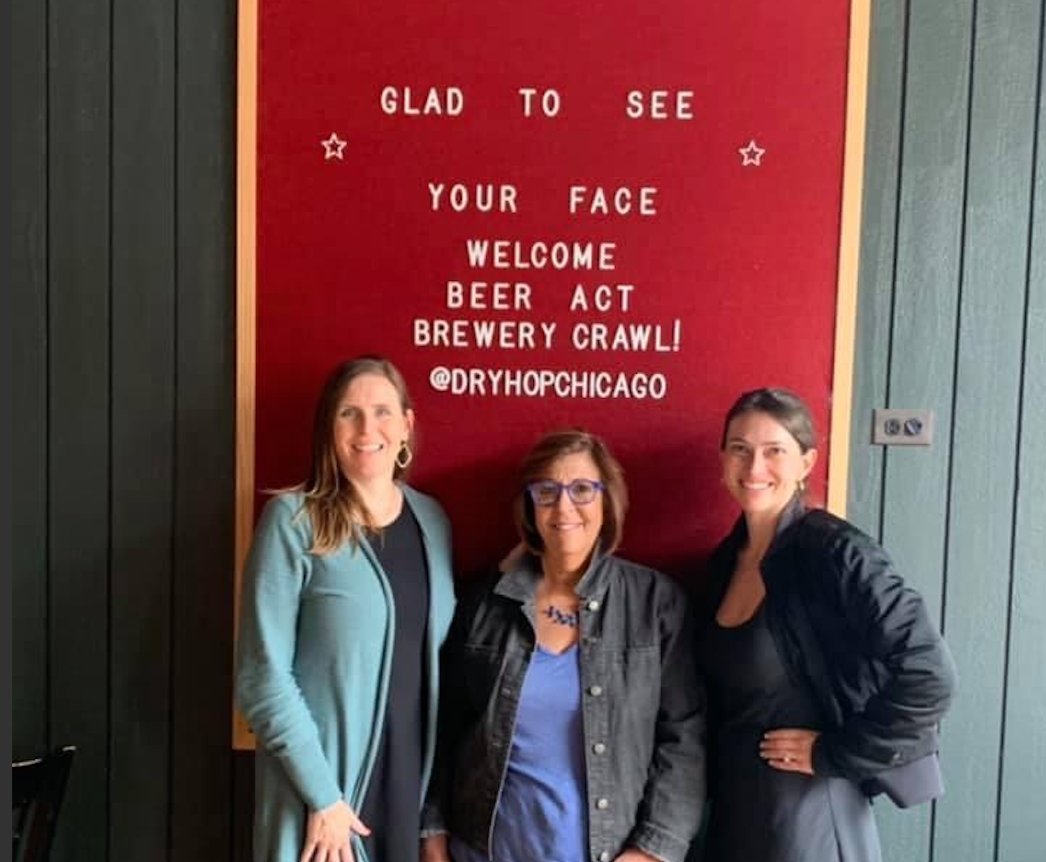 GLAD TO SEE
YOUR FACE
WELCOME
BEER ACT
BREWERY CRAWL!
@DRYHOPCHICAGO